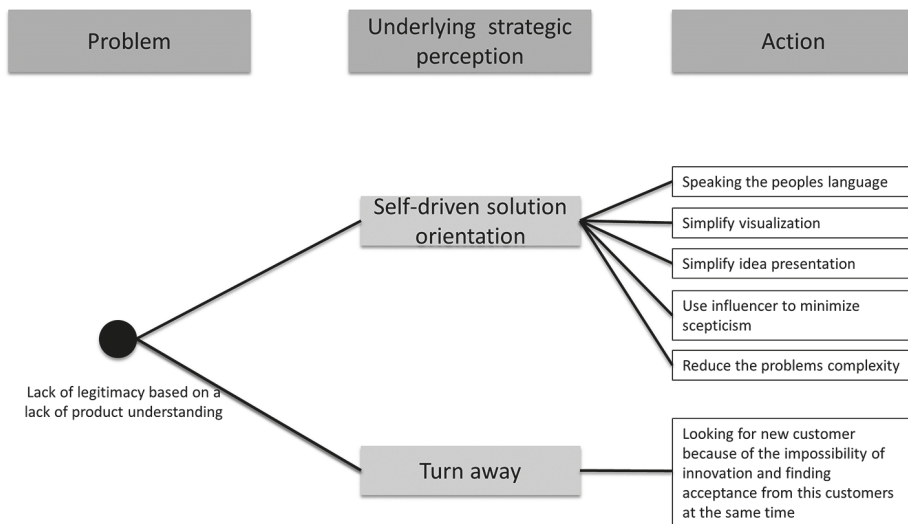 Problem
Underlying strategic
perception
Action
Self-driven solution
orientation
Speaking the peoples language
Simplify visualization
Simplify idea presentation
Use influencer to minimize
scepticism
Reduce the problems complexity
Lack of legitimacy based on a
lack of product understanding
Turn away
Looking for new customer
because of the impossibility of
innovation and finding
acceptance from this customers
at the same time